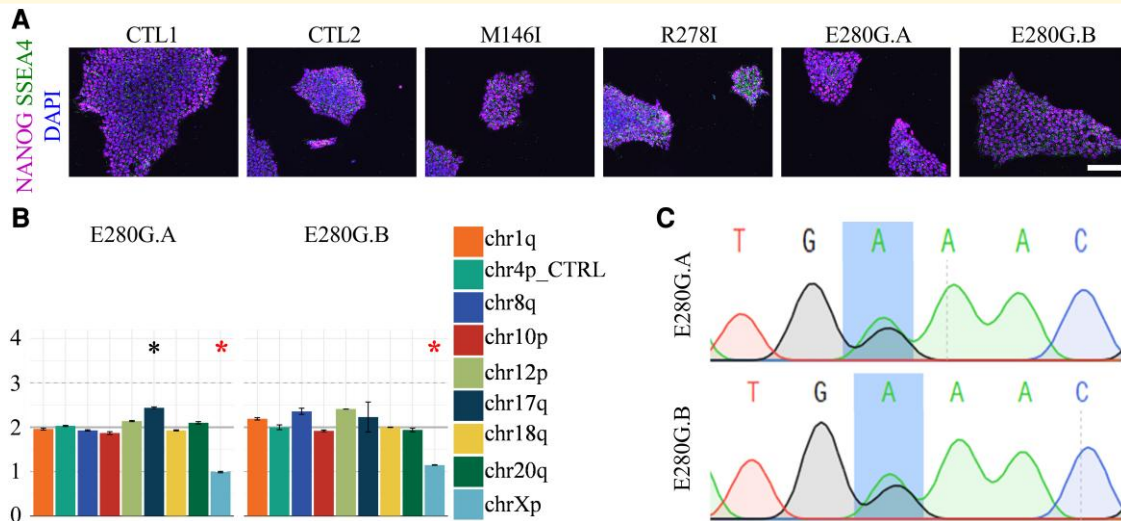 A
CTL1 CTL2 M146I R278I E280G.A E280G.B
NANOG SSEA4
DAPI
B
E280G.A E280G.B
4
3
2
1
0
* * *
chr1q
chr4p_CTRL
chr8q
chr10p
chr12p
chr17q
chr18q
chr20q
chrXp
C
E280G.A
T G A A A C
E280G.B
T G A A A C